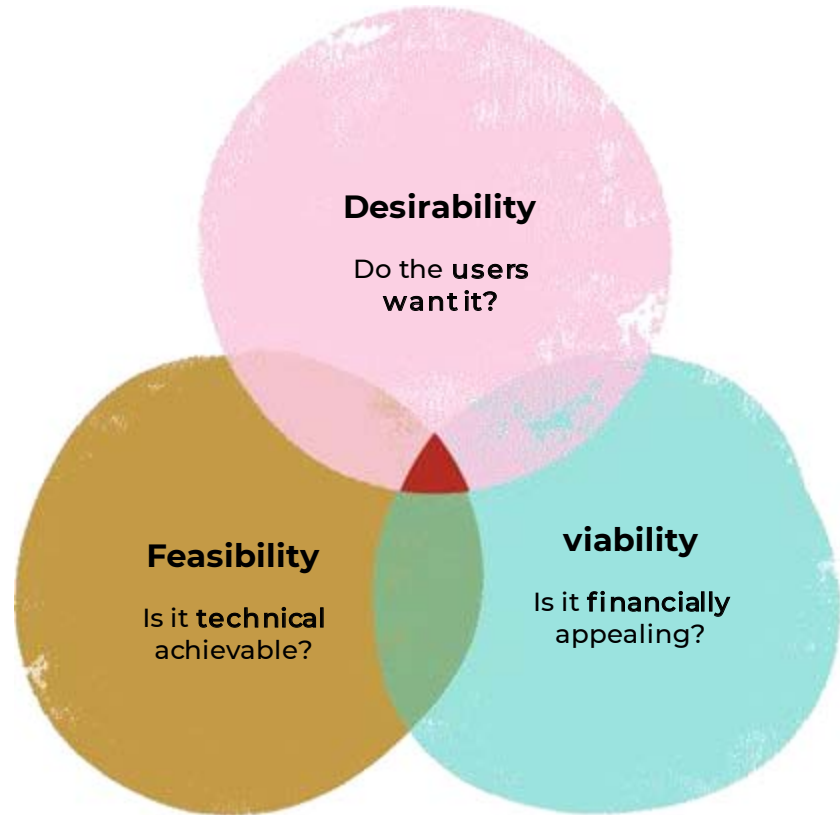 Desirability
Do the users
want it?
Feasibility
Is it technical
achievable?
viability
Is it financially
appealing?